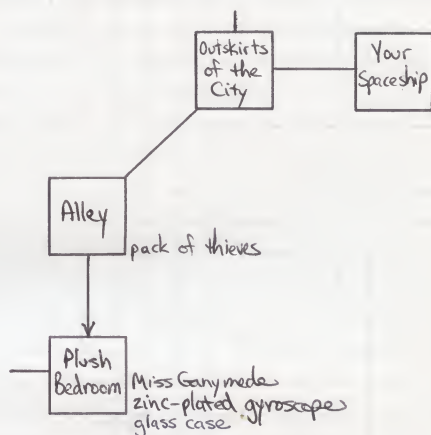 Outskirts
of the
City
Your
Spaceship
Alley
pack of thieves
Plush
Bedroom
Miss Ganymede
zinc-plated gyroscope
glass case